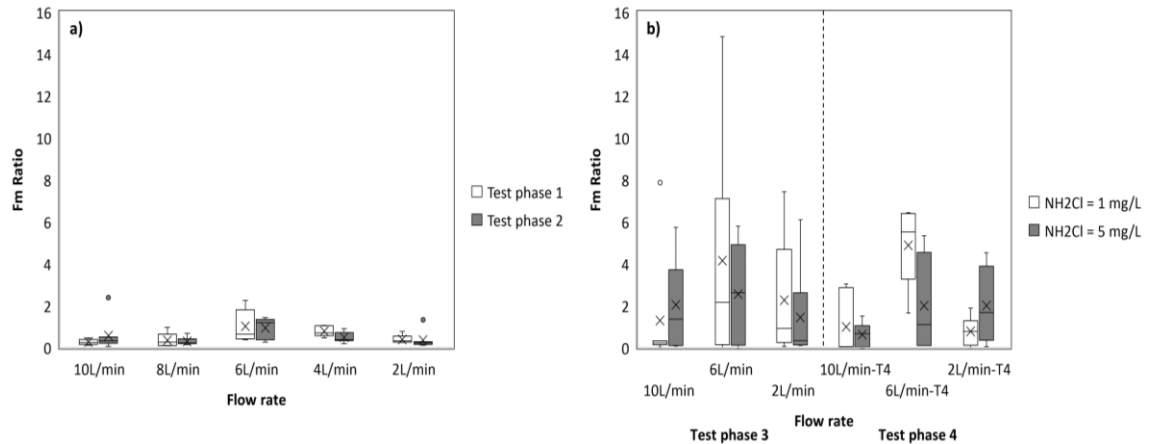 a)
16
14
12
10
8
6
4
2
0
Fm Ratio
10L/min 8L/min 6L/min 4L/min 2L/min
Flow rate
Test phase 1
Test phase 2
b)
16
14
12
10
8
6
4
2
0
Fm Ratio
6L/min 10L/min-T4 2L/min-T4
10L/min 2L/min 6L/min-T4
Flow rate
Test phase 3 Test phase 4
NH2Cl = 1 mg/L
NH2Cl = 5 mg/L